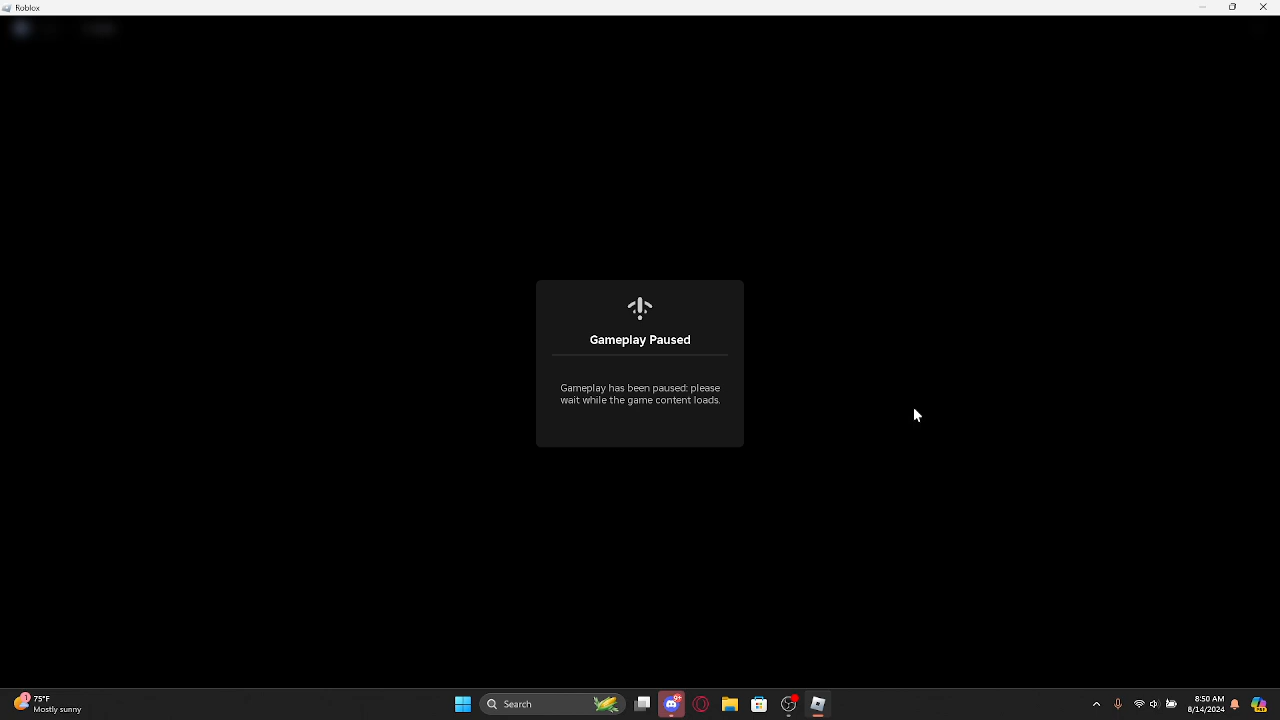 Roblox
Gameplay Paused
Gameplay has been paused: please
wait while the game content loads.
1
75°F
Mostly sunny
Search
8:50 AM
8/14/2024